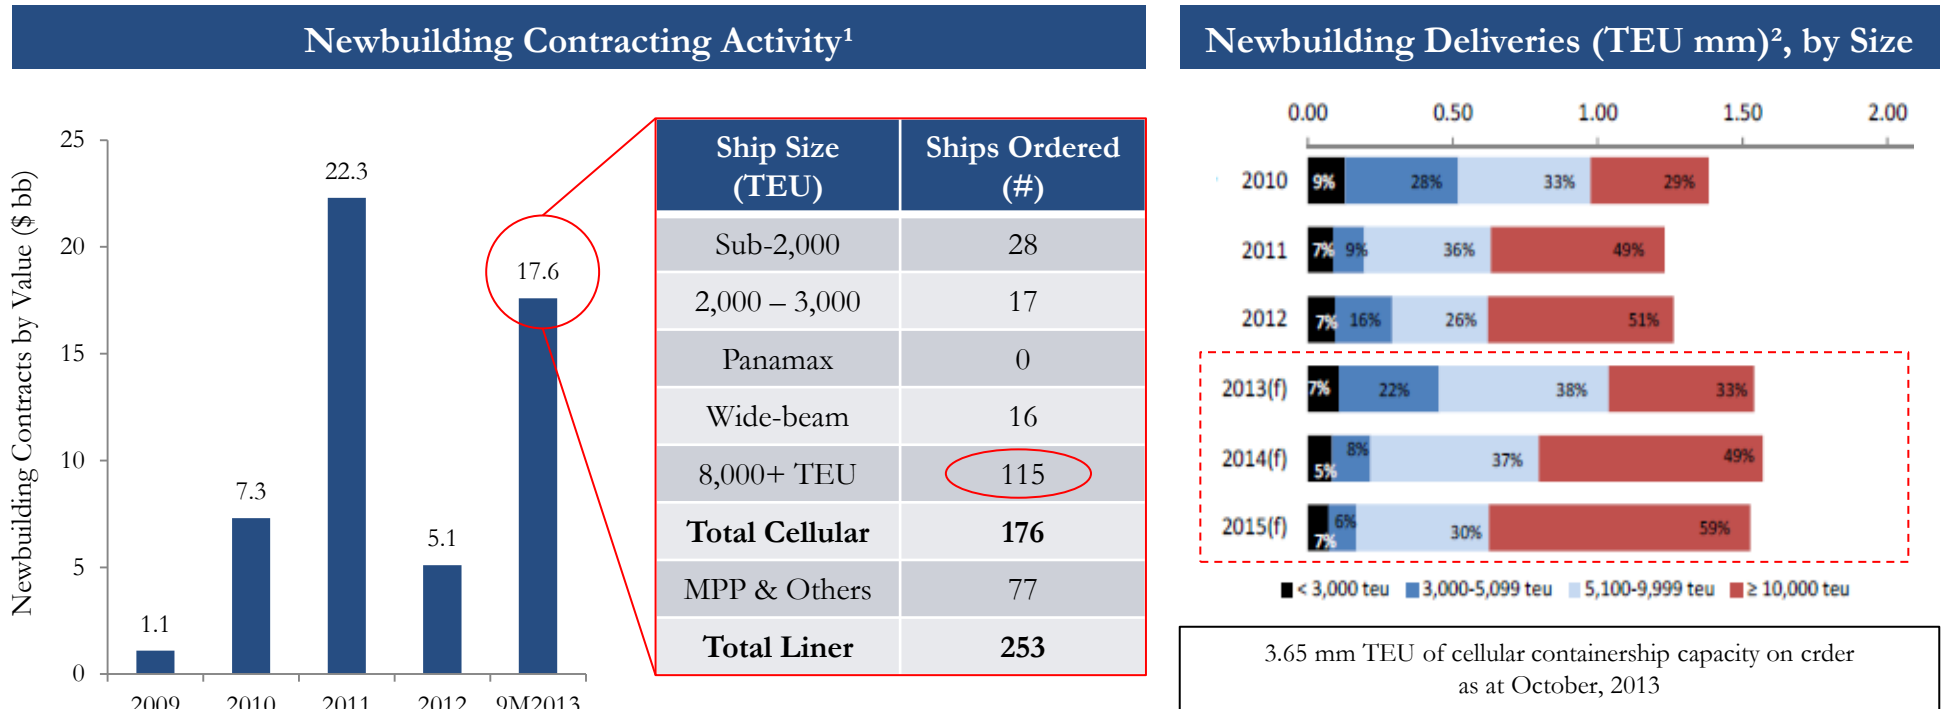 Newbuilding Contracting Activity¹
Newbuilding Contracts by Value ($ bb)
25
20
15
10
5
0
1.1
7.3
22.3
5.1
17.6
2009
2010
2011
2012
9M2013
Ship Size (TEU)
Ships Ordered (#)
Sub-2,000 28
2,000 – 3,000 17
Panamax 0
Wide-beam 16
8,000+ TEU 115
Total Cellular 176
MPP & Others 77
Total Liner 253
Newbuilding Deliveries (TEU mm)², by Size
0.00 0.50 1.00 1.50 2.00
2010 9% 28% 33% 29%
2011 7% 9% 36% 49%
2012 7% 16% 26% 51%
2013(f) 7% 22% 38% 33%
2014(f) 5% 8% 37% 49%
2015(f) 7% 6% 30% 59%
< 3,000 teu 3,000-5,099 teu 5,100-9,999 teu ≥ 10,000 teu
3.65 mm TEU of cellular containership capacity on crder
as at October, 2013